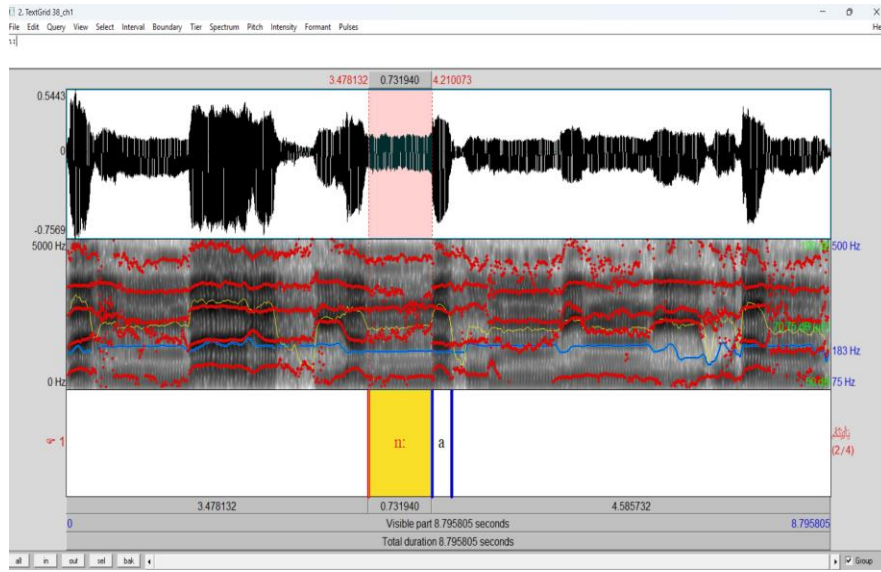 2. TextGrid 38_ch1
File Edit Query View Select Interval Boundary Tier Spectrum Pitch Intensity Formant Pulses He
n:
3.478132 0.731940 4.210073
0.5443
0
-0.7569
5000 Hz 500 Hz
183 Hz
0 Hz 75 Hz
1 n: a
(2/4)
3.478132 0.731940 4.585732
0 Visible part 8.795805 seconds 8.795805
Total duration 8.795805 seconds
all in out sel bak Group